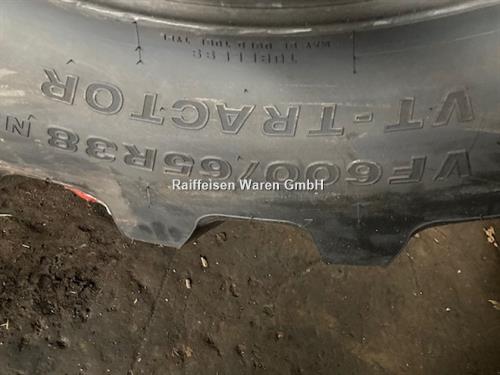 VT-TRACTOR
VF600/65R38 N
Raiffeisen Waren GmbH